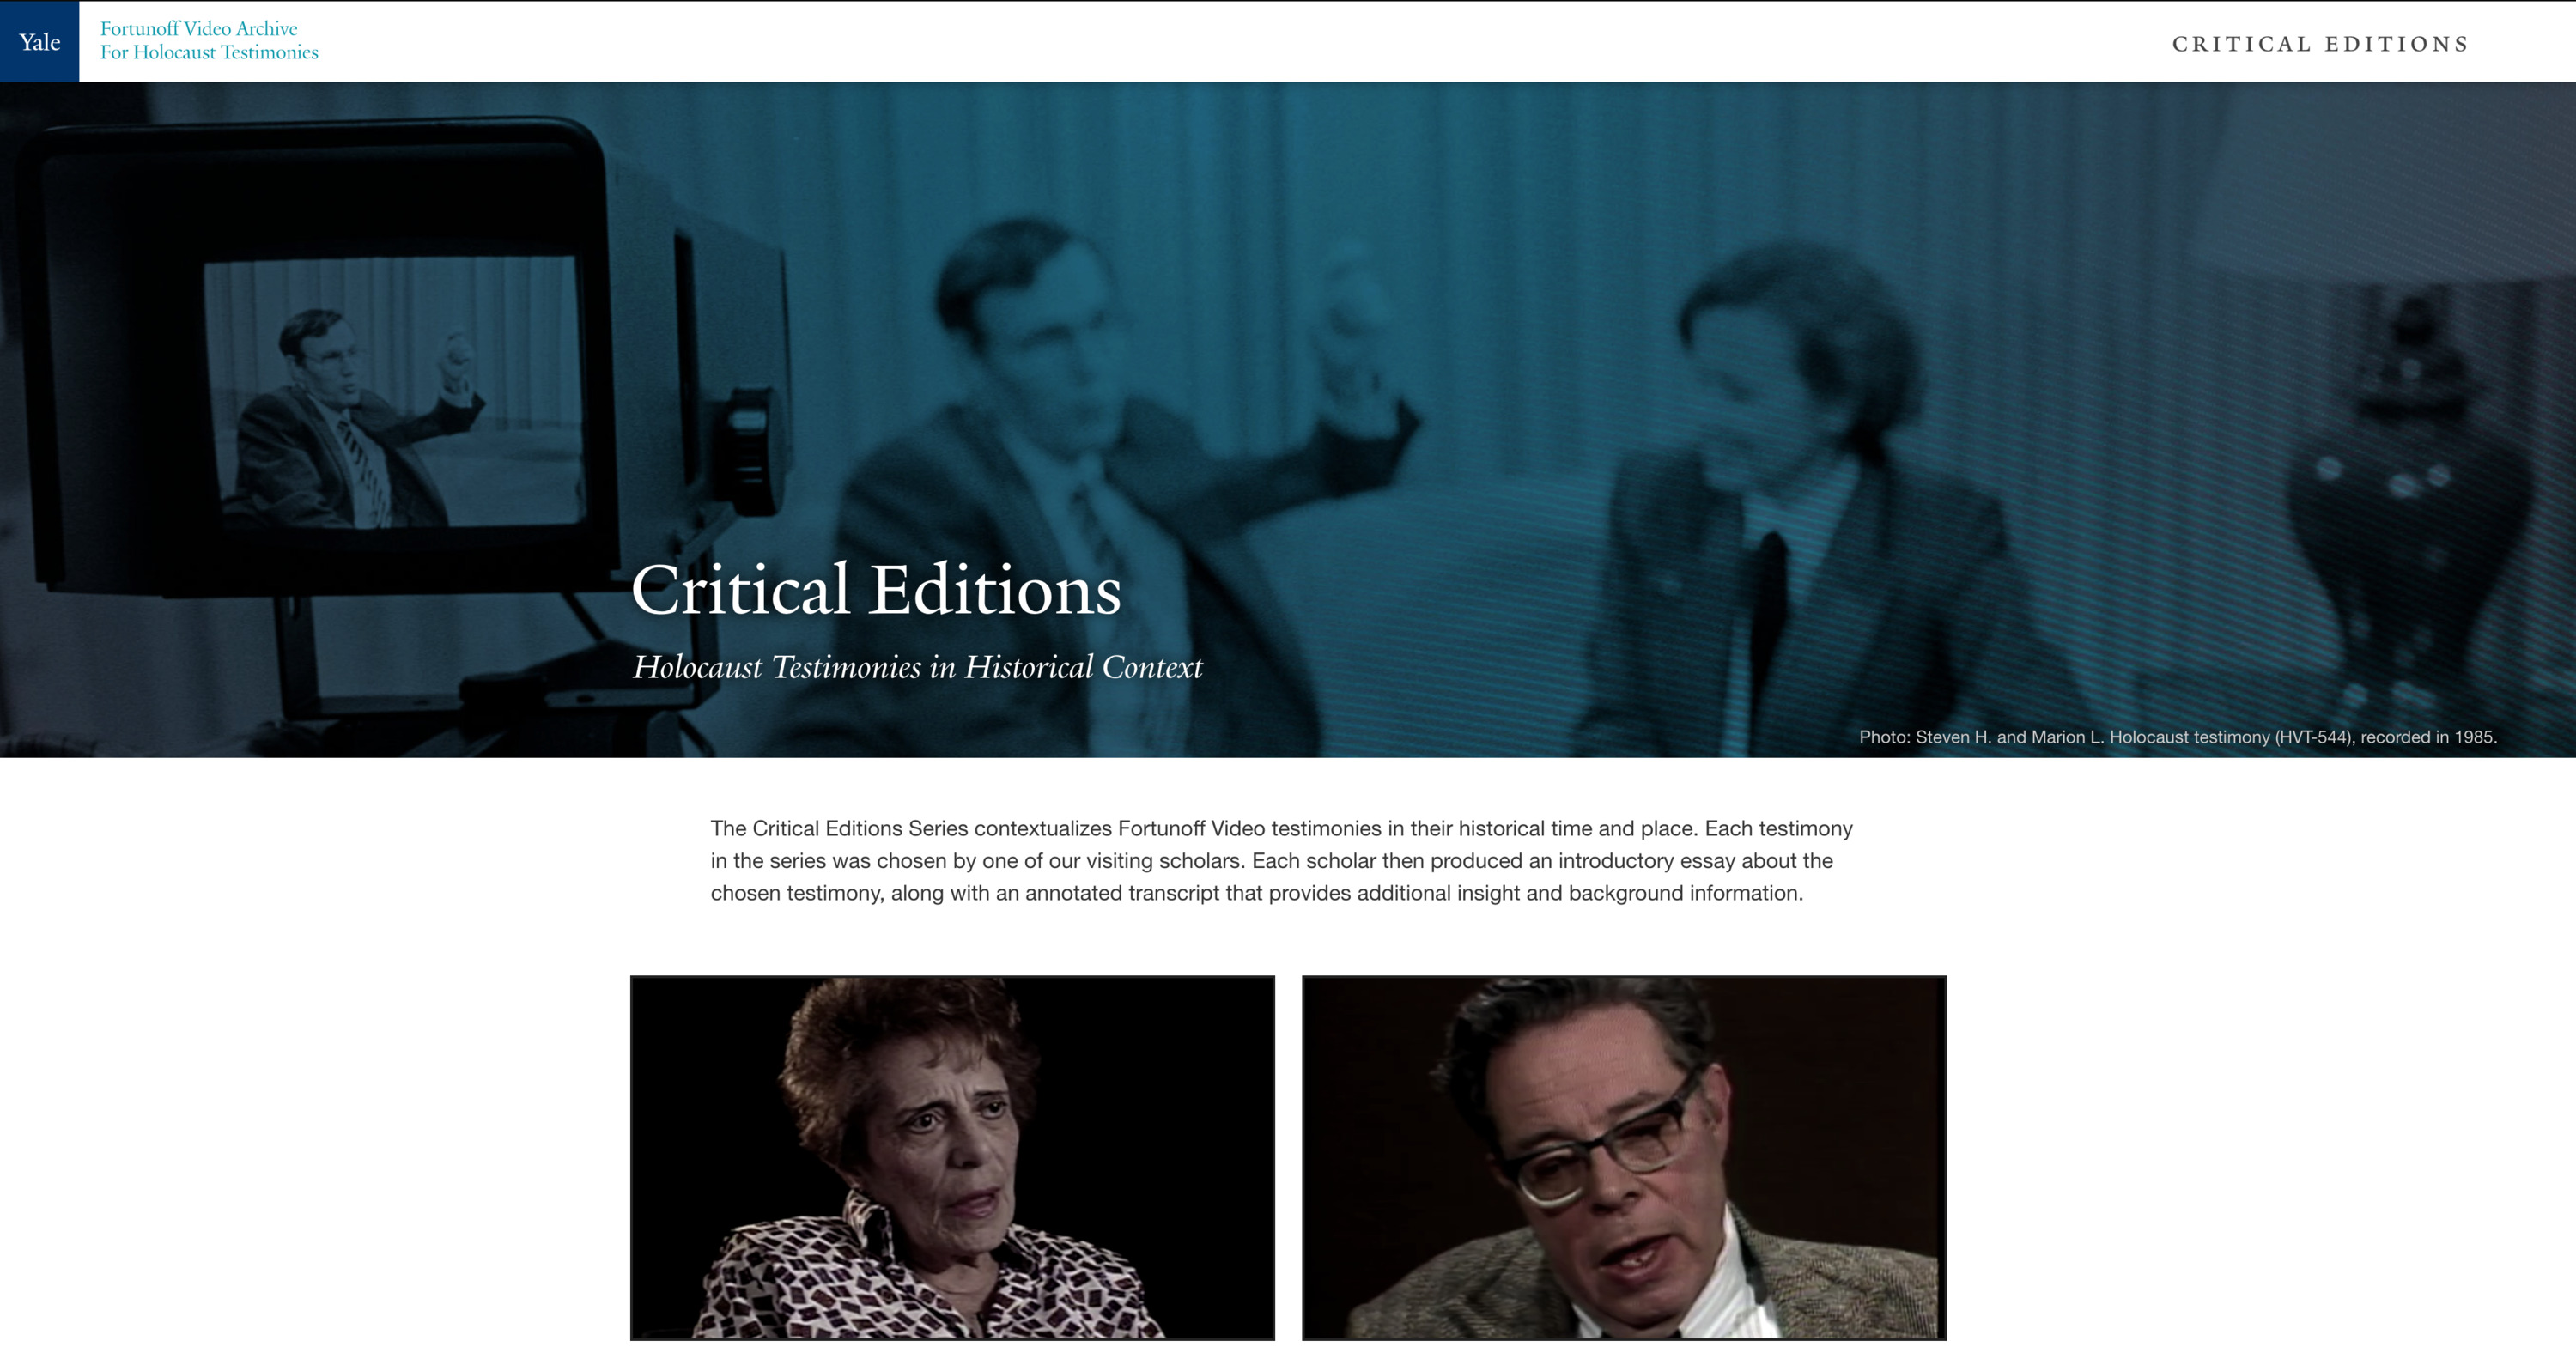 Yale
Fortunoff Video Archive
For Holocaust Testimonies
CRITICAL EDITIONS
Critical Editions
Holocaust Testimonies in Historical Context
Photo: Steven H. and Marion L. Holocaust testimony (HVT-544), recorded in 1985.
The Critical Editions Series contextualizes Fortunoff Video testimonies in their historical time and place. Each testimony
in the series was chosen by one of our visiting scholars. Each scholar then produced an introductory essay about the
chosen testimony, along with an annotated transcript that provides additional insight and background information.